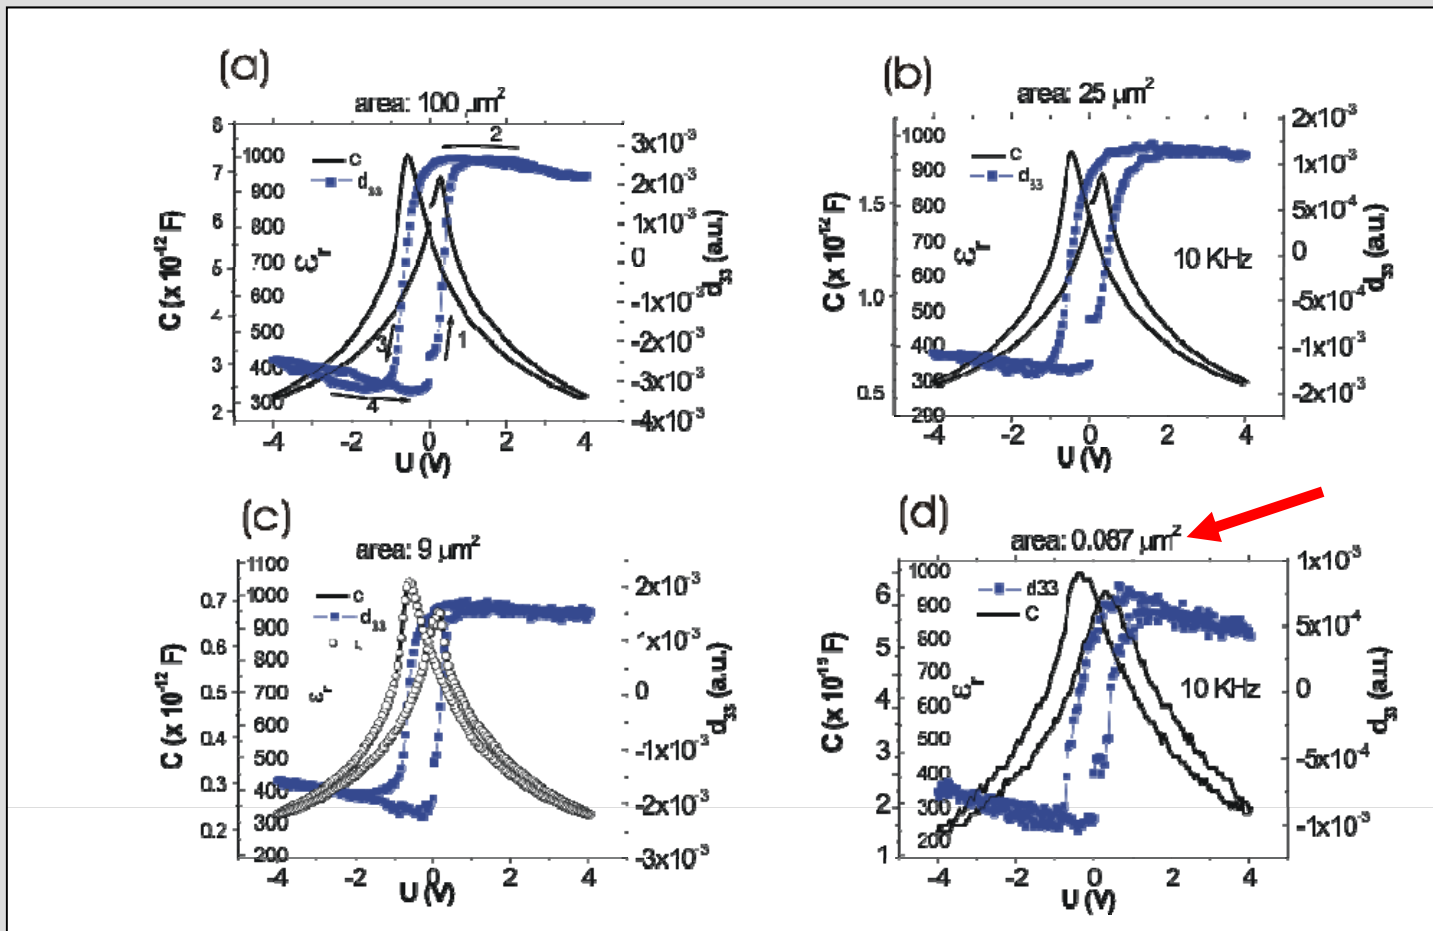 (a)
area: 100 μm²
8
7
6
5
4
3
2
C (x 10⁻¹² F)
1000
900
800
700
600
500
400
300
εᵣ
C
d₃₃
2
3
1
4
3x10⁻³
2x10⁻³
1x10⁻³
0
-1x10⁻³
-2x10⁻³
-3x10⁻³
-4x10⁻³
d₃₃ (a.u.)
-4 -2 0 2 4
U (V)
(b)
area: 25 μm²
1.5
1.0
0.5
C (x 10⁻¹² F)
1000
900
800
700
600
500
400
300
200
εᵣ
C
d₃₃
10 KHz
2x10⁻³
1x10⁻³
5x10⁻⁴
0
-5x10⁻⁴
-1x10⁻³
-2x10⁻³
d₃₃ (a.u.)
-4 -2 0 2 4
U (V)
(c)
area: 9 μm²
0.7
0.6
0.5
0.4
0.3
0.2
C (x 10⁻¹² F)
1100
1000
900
800
700
600
500
400
300
200
εᵣ
C
d₃₃
2x10⁻³
1x10⁻³
0
-1x10⁻³
-2x10⁻³
-3x10⁻³
d₃₃ (a.u.)
-4 -2 0 2 4
U (V)
(d)
area: 0.087 μm²
6
5
4
3
2
1
C (x 10⁻¹⁵ F)
1000
900
800
700
600
500
400
300
200
εᵣ
d33
C
10 KHz
1x10⁻³
5x10⁻⁴
0
-5x10⁻⁴
-1x10⁻³
d₃₃ (a.u.)
-4 -2 0 2 4
U (V)